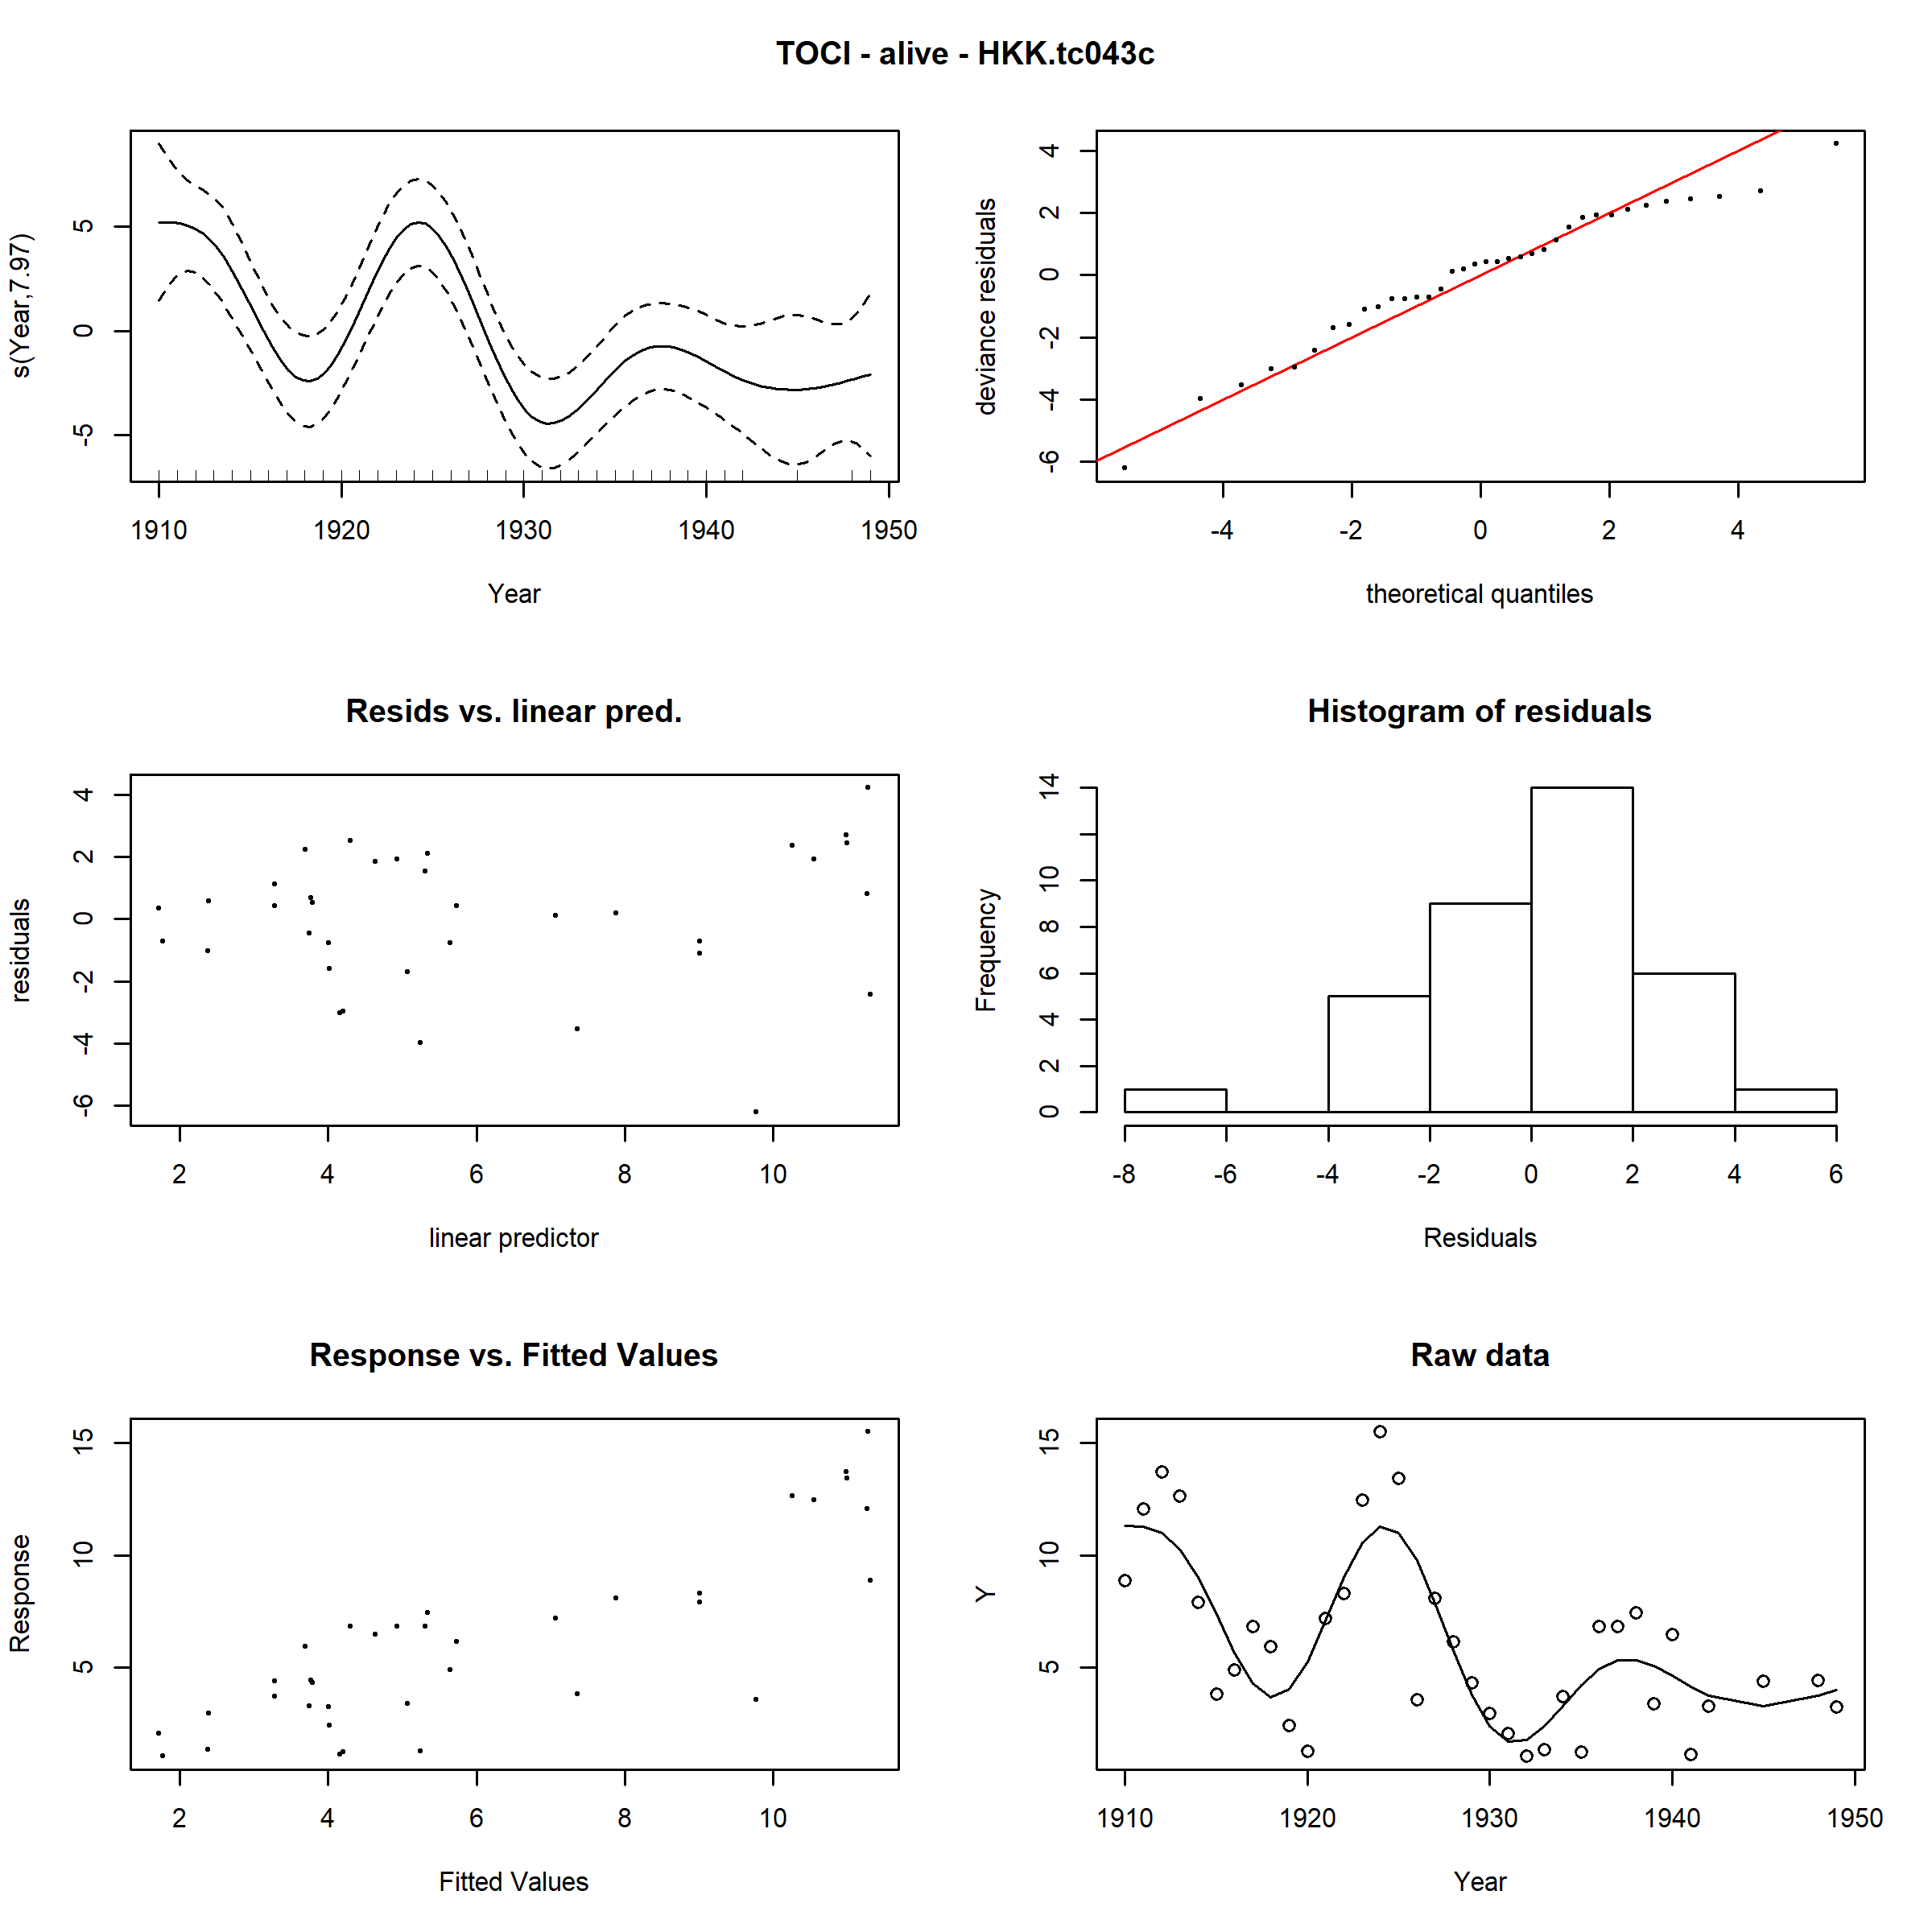 TOCI - alive - HKK.tc043c
s(Year,7.97)
5
0
-5
1910 1920 1930 1940 1950
Year
deviance residuals
4
2
0
-2
-4
-6
-4 -2 0 2 4
theoretical quantiles
Resids vs. linear pred.
residuals
4
2
0
-2
-4
-6
2 4 6 8 10
linear predictor
Histogram of residuals
Frequency
14
10
8
6
4
2
0
-8 -6 -4 -2 0 2 4 6
Residuals
Response vs. Fitted Values
Response
15
10
5
2 4 6 8 10
Fitted Values
Raw data
Y
15
10
5
1910 1920 1930 1940 1950
Year